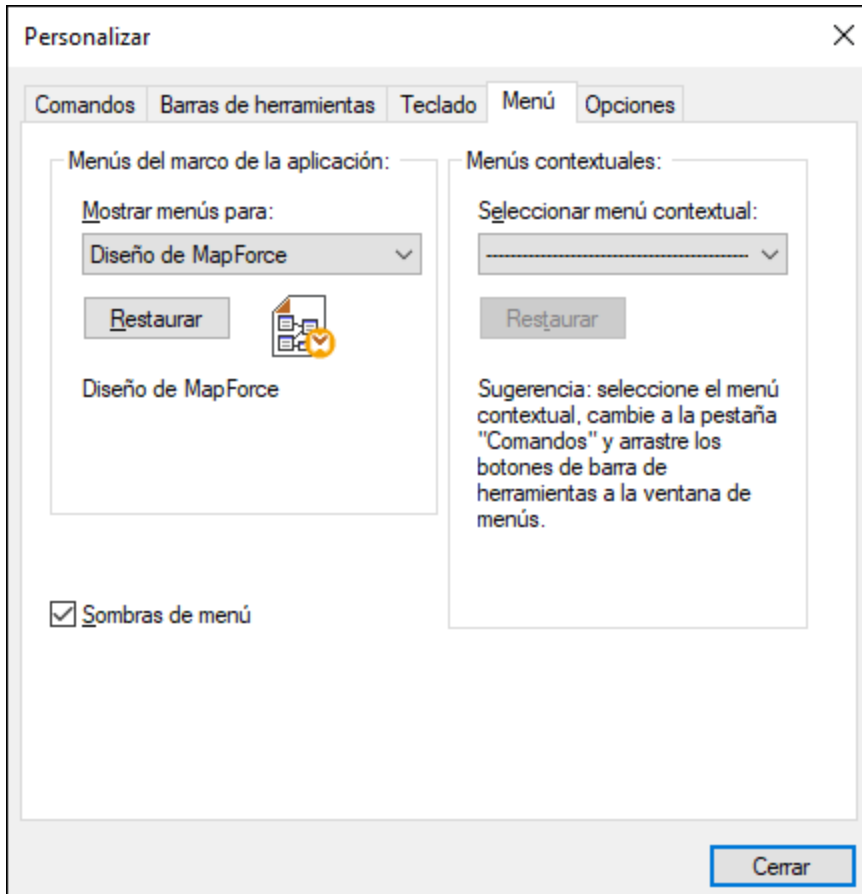 Personalizar
Comandos
Barras de herramientas
Teclado
Menú
Opciones
Menús del marco de la aplicación:
Mostrar menús para:
Diseño de MapForce
Restaurar
Diseño de MapForce
Menús contextuales:
Seleccionar menú contextual:
Restaurar
Sugerencia: seleccione el menú
contextual, cambie a la pestaña
"Comandos" y arrastre los
botones de barra de
herramientas a la ventana de
menús.
Sombras de menú
Cerrar